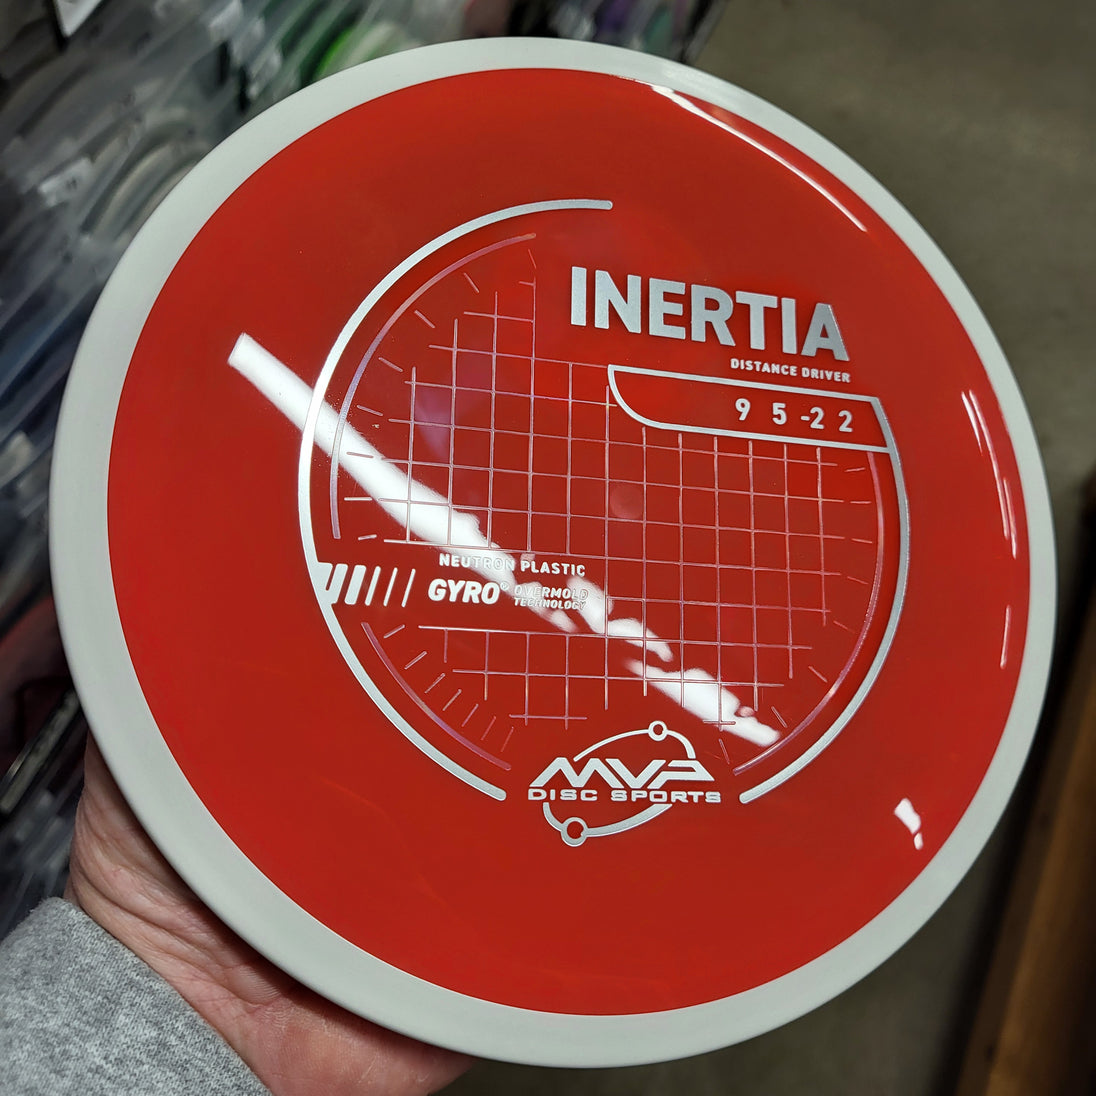 INERTIA
DISTANCE DRIVER
9 5 -2 2
NEUTRON PLASTIC
GYRO® OVERMOLD
TECHNOLOGY
MVP
DISC SPORTS